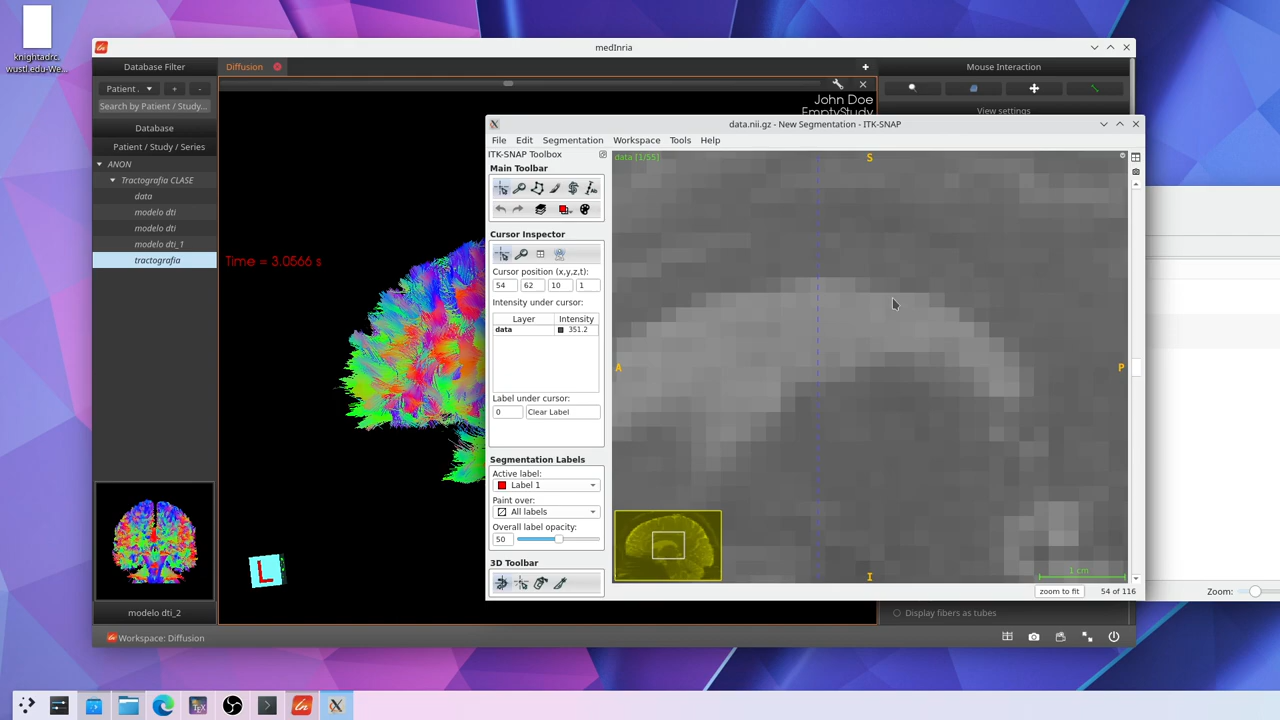 knightadrc.
wustl.edu-We...
medInria
Database Filter
Patient .
+
-
Search by Patient / Study...
Database
Patient / Study / Series
ANON
Tractografia CLASE
data
modelo dti
modelo dti
modelo dti_1
tractografia
modelo dti_2
Workspace: Diffusion
Diffusion
+
John Doe
EmptyStudy
Time = 3.0566 s
L
Mouse Interaction
View settings
Display fibers as tubes
data.nii.gz - New Segmentation - ITK-SNAP
File Edit Segmentation Workspace Tools Help
ITK-SNAP Toolbox
Main Toolbar
Cursor Inspector
Cursor position (x,y,z,t):
54 62 10 1
Intensity under cursor:
Layer Intensity
data 351.2
Label under cursor:
0 Clear Label
Segmentation Labels
Active label:
Label 1
Paint over:
All labels
Overall label opacity:
50
3D Toolbar
data [1/55]
S
A
P
I
1 cm
zoom to fit
54 of 116
Zoom: